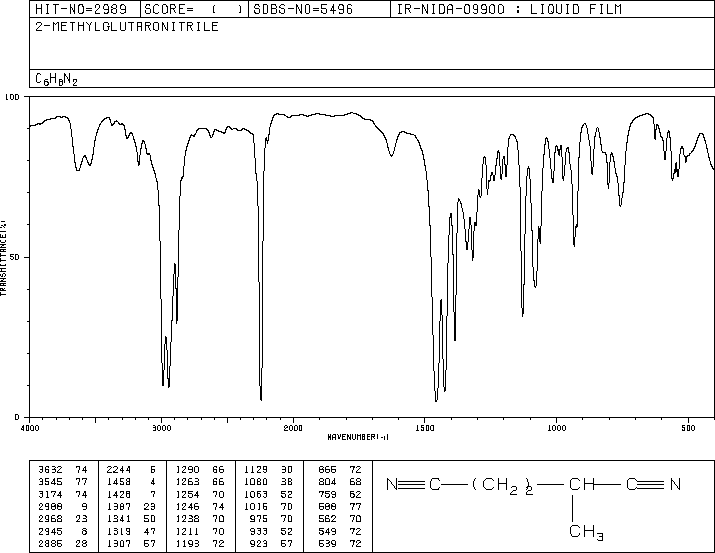 HIT-NO=2989 SCORE= ( ) SDBS-NO=5496 IR-NIDA-09900 : LIQUID FILM
2-METHYLGLUTARONITRILE
C6H8N2
100
TRANSMITTANCE(%)
50
0
4000 3000 2000 1500 1000 500
WAVENUMBER(-1)
3632 74 2244 5 1290 66 1129 30 866 72
3545 77 1458 4 1263 66 1080 38 804 68
3174 74 1428 7 1254 70 1063 52 759 62
2988 9 1387 23 1246 74 1016 70 588 77
2968 23 1341 50 1238 70 975 70 562 70
2945 8 1319 47 1211 70 933 52 549 72
2886 28 1307 57 1193 72 923 57 539 72
N C (CH2)2 CH C N
CH3